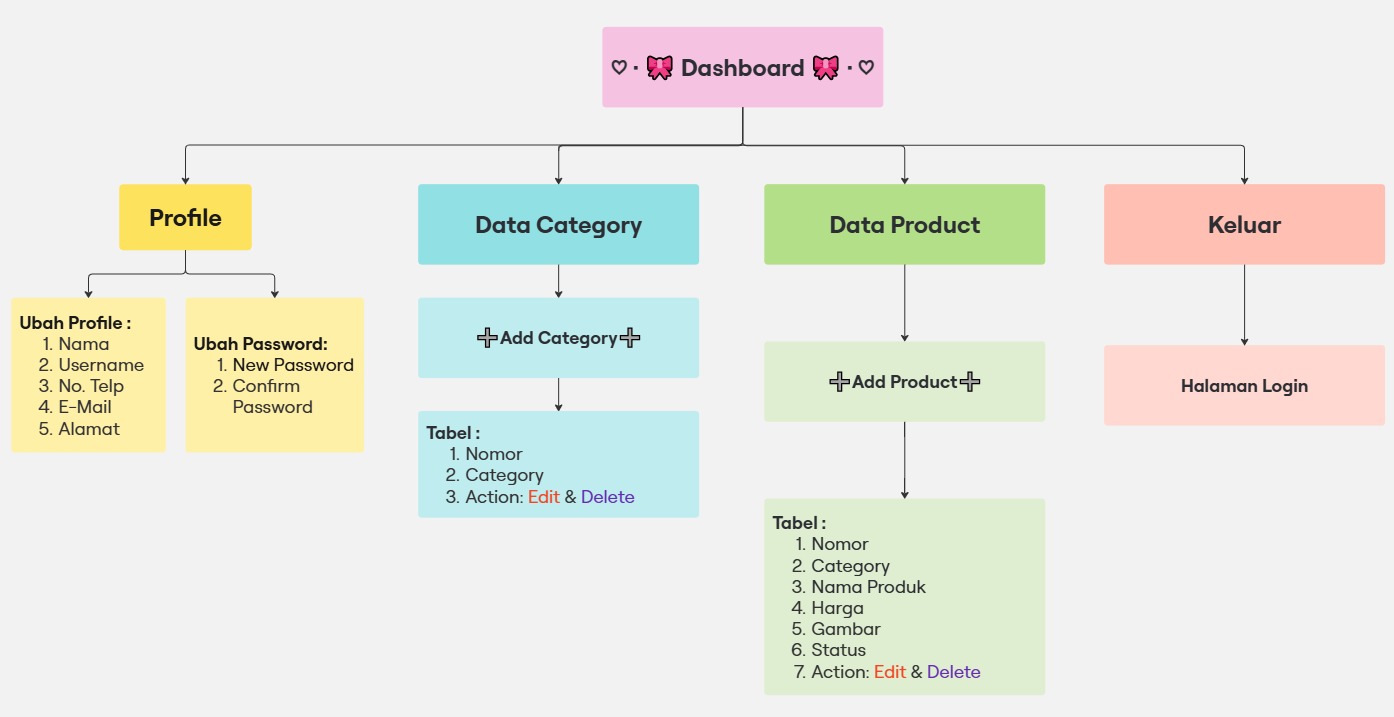 ♡ · 🎀 Dashboard 🎀 · ♡
Profile
Data Category
Data Product
Keluar
Ubah Profile :
1. Nama
2. Username
3. No. Telp
4. E-Mail
5. Alamat
Ubah Password:
1. New Password
2. Confirm
Password
➕Add Category➕
Tabel :
1. Nomor
2. Category
3. Action: Edit & Delete
➕Add Product➕
Tabel :
1. Nomor
2. Category
3. Nama Produk
4. Harga
5. Gambar
6. Status
7. Action: Edit & Delete
Halaman Login